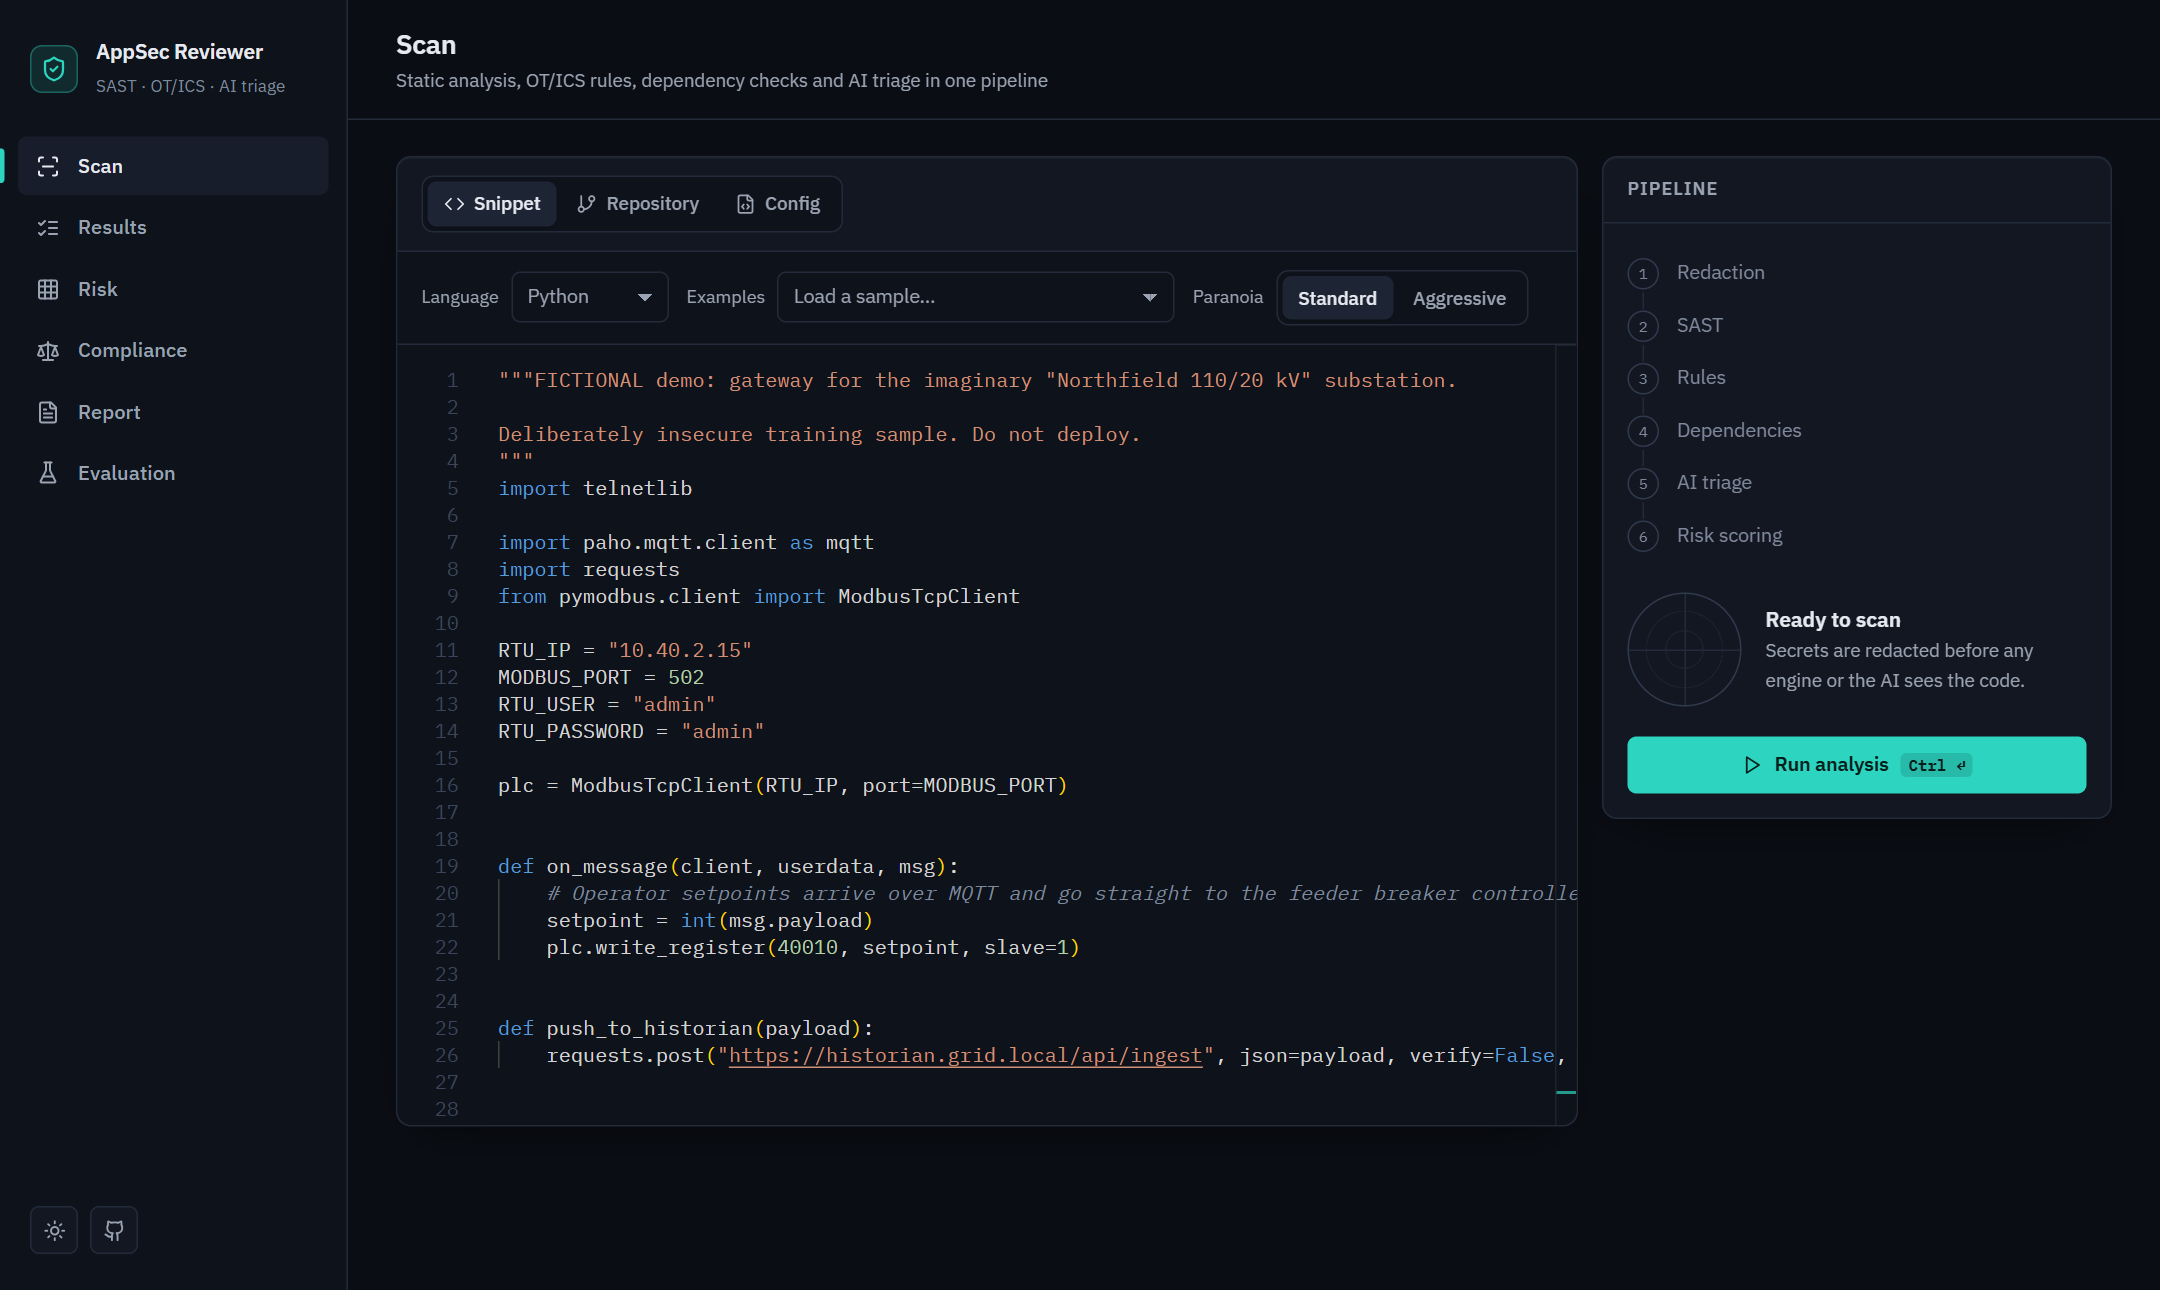 AppSec Reviewer
SAST · OT/ICS · AI triage
Scan
Results
Risk
Compliance
Report
Evaluation
Scan
Static analysis, OT/ICS rules, dependency checks and AI triage in one pipeline
Snippet Repository Config
Language Python Examples Load a sample... Paranoia Standard Aggressive
1 """FICTIONAL demo: gateway for the imaginary "Northfield 110/20 kV" substation.
2
3 Deliberately insecure training sample. Do not deploy.
4 """
5 import telnetlib
6
7 import paho.mqtt.client as mqtt
8 import requests
9 from pymodbus.client import ModbusTcpClient
10
11 RTU_IP = "10.40.2.15"
12 MODBUS_PORT = 502
13 RTU_USER = "admin"
14 RTU_PASSWORD = "admin"
15
16 plc = ModbusTcpClient(RTU_IP, port=MODBUS_PORT)
17
18
19 def on_message(client, userdata, msg):
20     # Operator setpoints arrive over MQTT and go straight to the feeder breaker controlle
21     setpoint = int(msg.payload)
22     plc.write_register(40010, setpoint, slave=1)
23
24
25 def push_to_historian(payload):
26     requests.post("https://historian.grid.local/api/ingest", json=payload, verify=False,
27
28
PIPELINE
1 Redaction
2 SAST
3 Rules
4 Dependencies
5 AI triage
6 Risk scoring
Ready to scan
Secrets are redacted before any
engine or the AI sees the code.
Run analysis Ctrl ↵